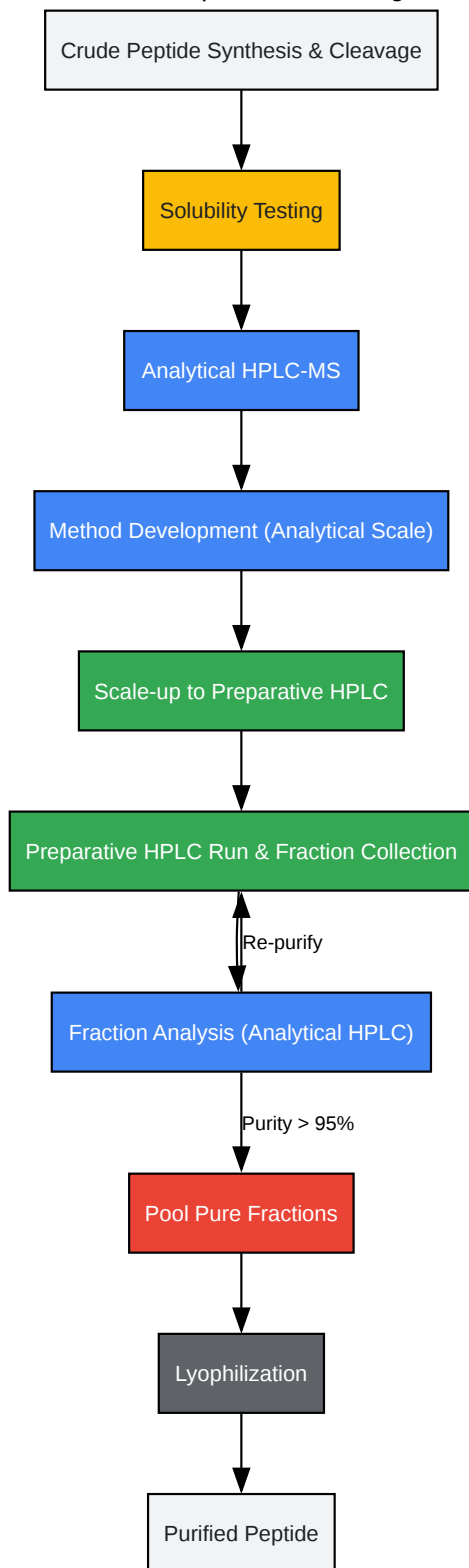 Crude Peptide Synthesis & Cleavage
Solubility Testing
Analytical HPLC-MS
Method Development (Analytical Scale)
Scale-up to Preparative HPLC
Preparative HPLC Run & Fraction Collection
Re-purify
Fraction Analysis (Analytical HPLC)
Purity > 95%
Pool Pure Fractions
Lyophilization
Purified Peptide